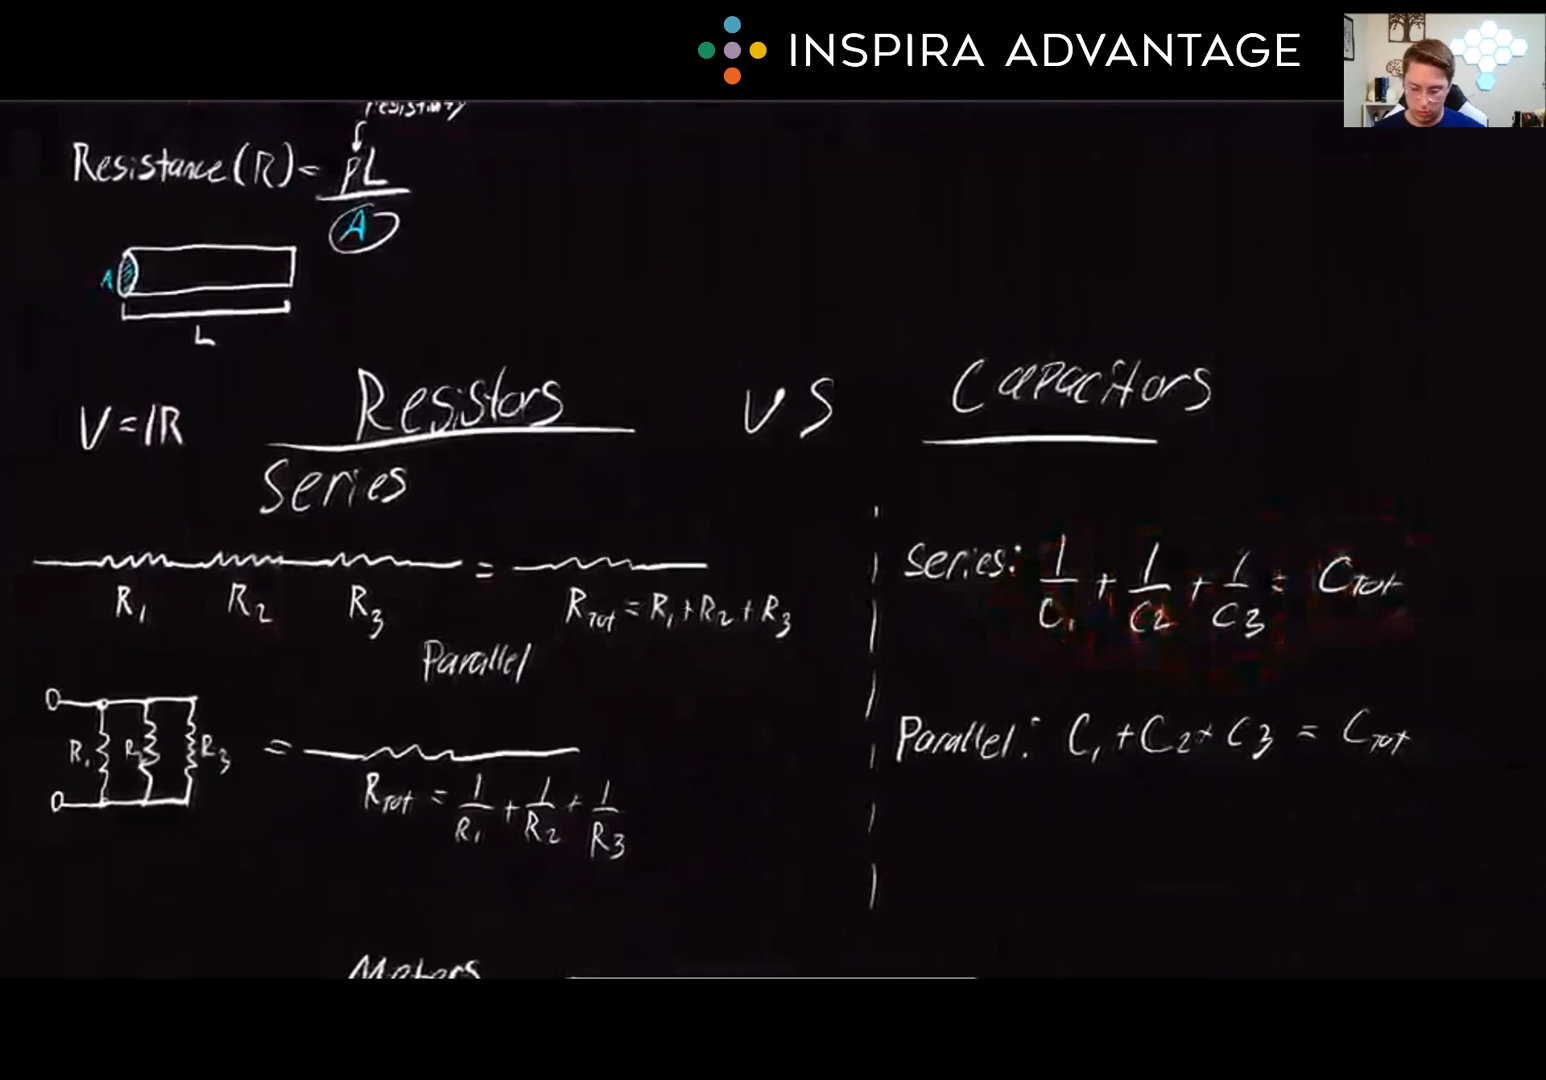 INSPIRA ADVANTAGE
resistivity
Resistance (R) = ρL
A
A
L
V=IR
Resistors
vs
Capacitors
Series
R1 R2 R3 = RTot = R1 + R2 + R3
Series: 1/C1 + 1/C2 + 1/C3 = CTot
Parallel
R1 R2 R3 = RTot = 1/R1 + 1/R2 + 1/R3
Parallel: C1 + C2 + C3 = CTot